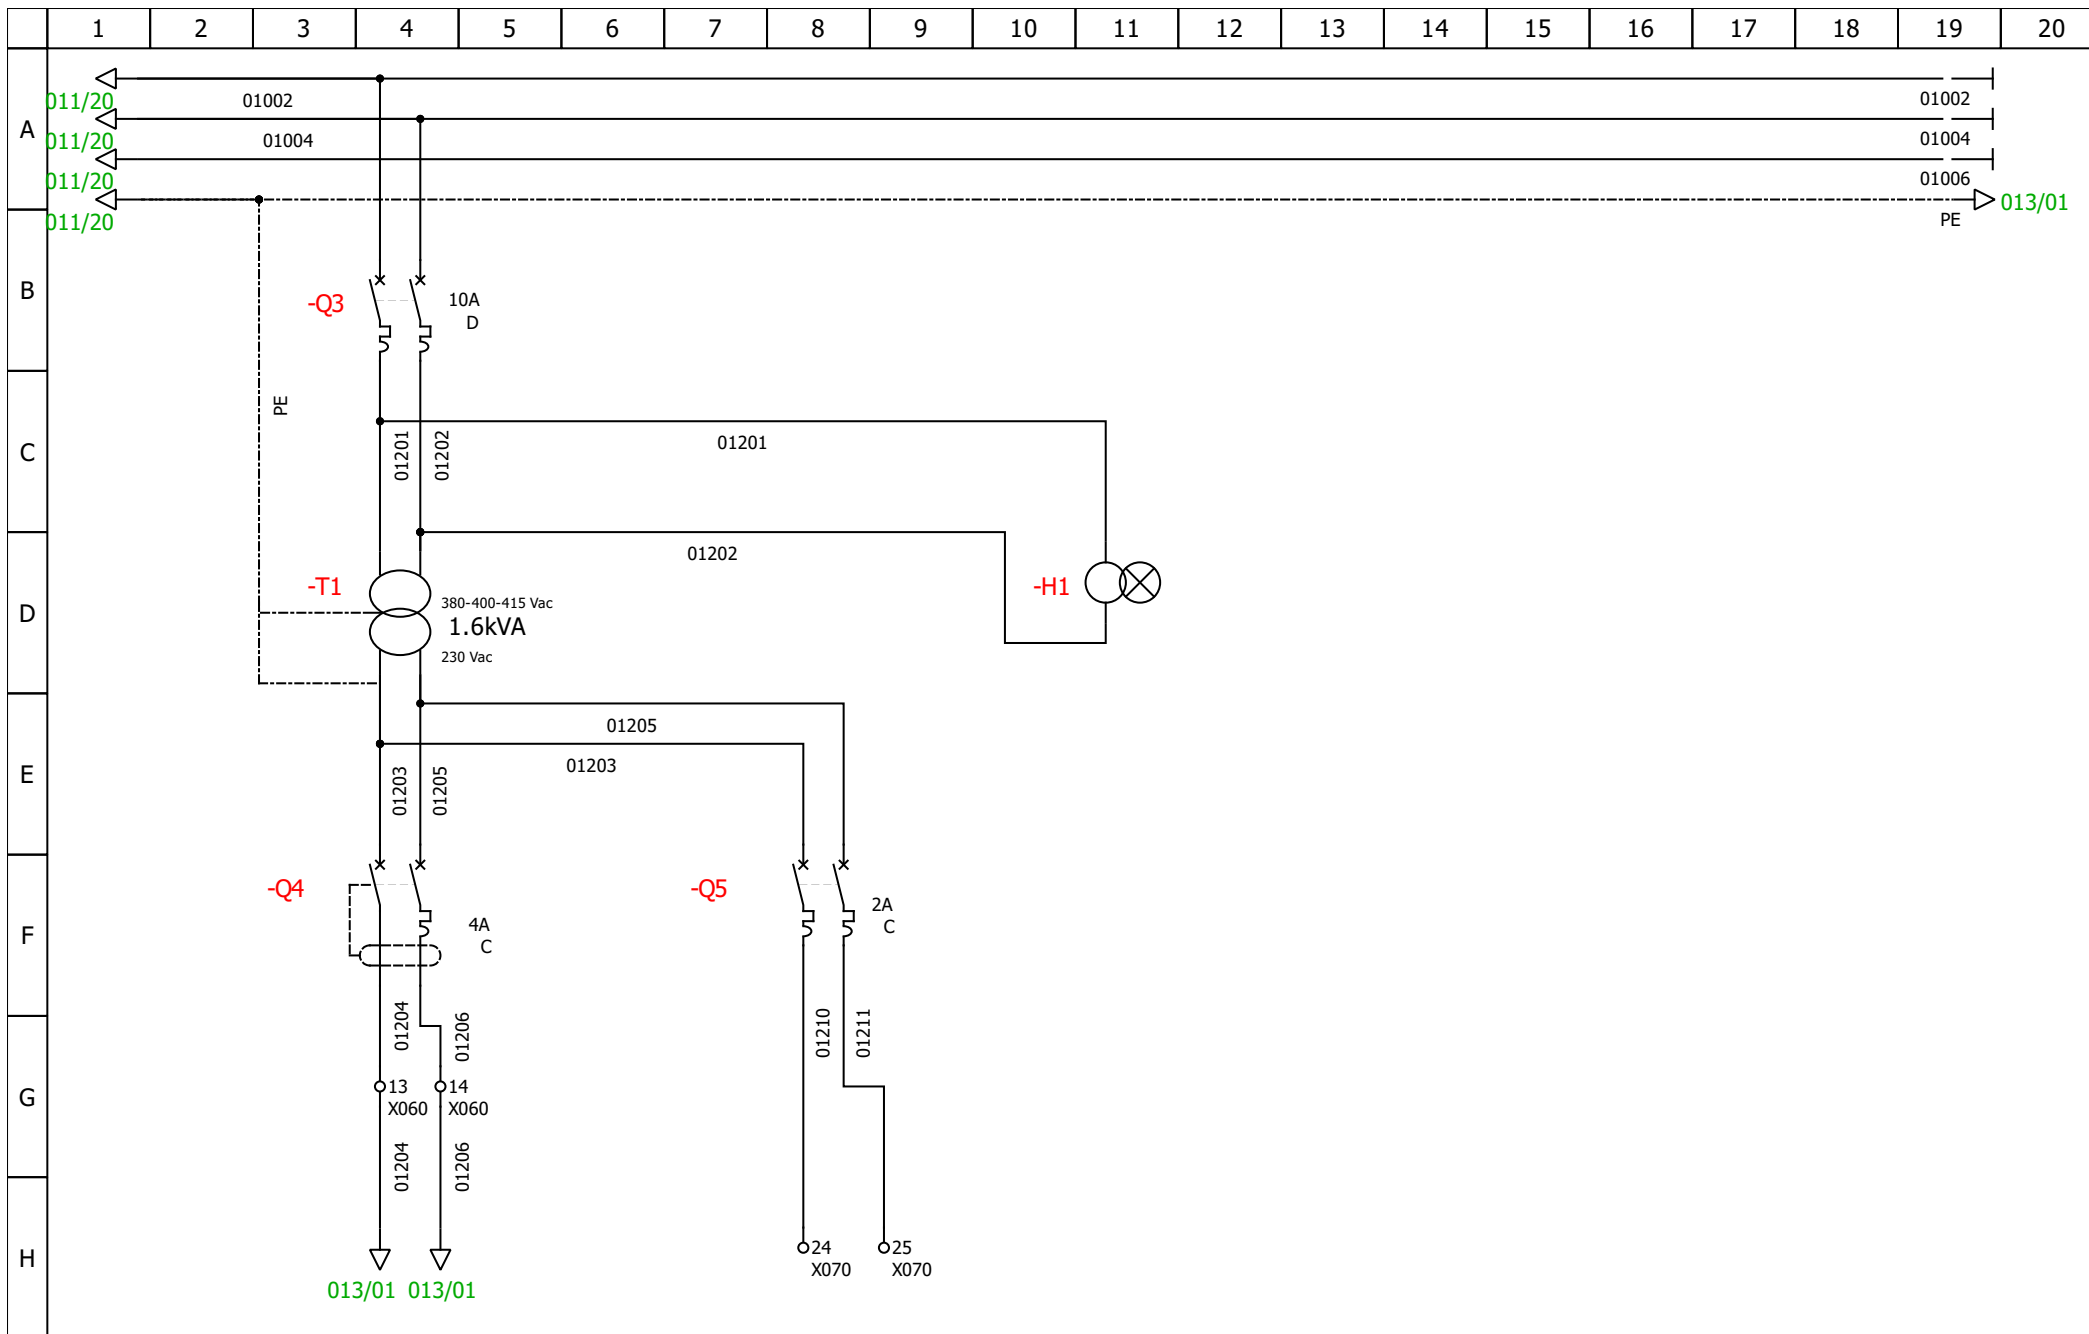 1 2 3 4 5 6 7 8 9 10 11 12 13 14 15 16 17 18 19 20
A
011/20
01002
01002
011/20
01004
01004
011/20
01006
011/20
PE
013/01
B
-Q3
10A
D
PE
C
01201
01202
01201
01202
D
-T1
380-400-415 Vac
1.6kVA
230 Vac
-H1
01205
01203
E
01203
01205
F
-Q4
4A
C
-Q5
2A
C
01204
01206
01210
01211
G
13
X060
14
X060
01204
01206
H
24
X070
25
X070
013/01 013/01